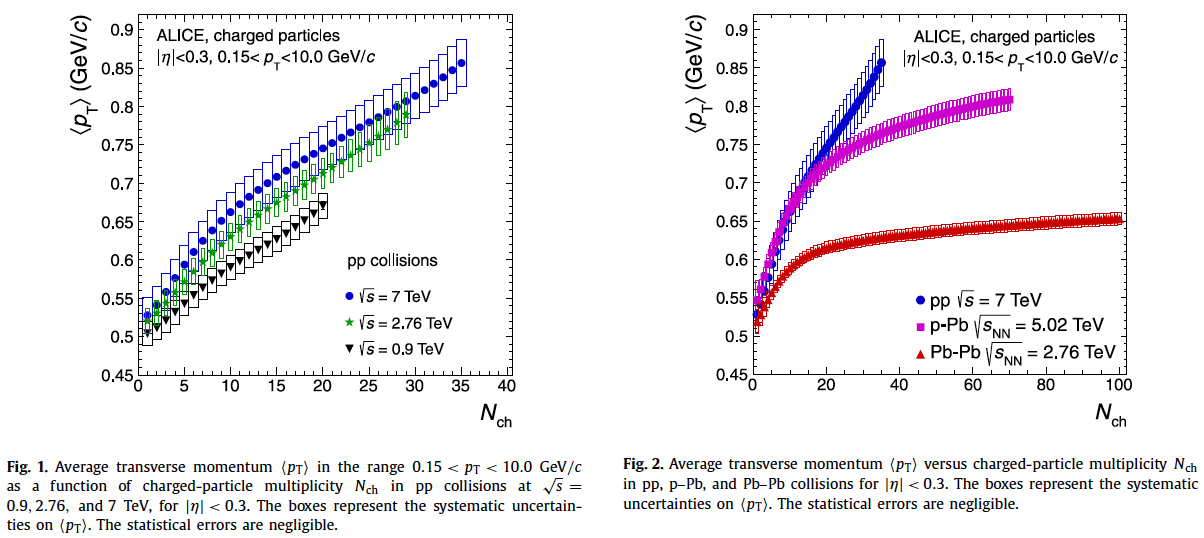 ⟨p_T⟩ (GeV/c)
0.9
0.85
0.8
0.75
0.7
0.65
0.6
0.55
0.5
0.45
ALICE, charged particles
|η|<0.3, 0.15< p_T<10.0 GeV/c
pp collisions
√s = 7 TeV
√s = 2.76 TeV
√s = 0.9 TeV
0 5 10 15 20 25 30 35 40
N_ch
Fig. 1. Average transverse momentum ⟨p_T⟩ in the range 0.15 < p_T < 10.0 GeV/c
as a function of charged-particle multiplicity N_ch in pp collisions at √s =
0.9, 2.76, and 7 TeV, for |η| < 0.3. The boxes represent the systematic uncertain-
ties on ⟨p_T⟩. The statistical errors are negligible.
⟨p_T⟩ (GeV/c)
0.9
0.85
0.8
0.75
0.7
0.65
0.6
0.55
0.5
0.45
ALICE, charged particles
|η|<0.3, 0.15< p_T<10.0 GeV/c
pp √s = 7 TeV
p-Pb √s_NN = 5.02 TeV
Pb-Pb √s_NN = 2.76 TeV
0 20 40 60 80 100
N_ch
Fig. 2. Average transverse momentum ⟨p_T⟩ versus charged-particle multiplicity N_ch
in pp, p–Pb, and Pb–Pb collisions for |η| < 0.3. The boxes represent the systematic
uncertainties on ⟨p_T⟩. The statistical errors are negligible.